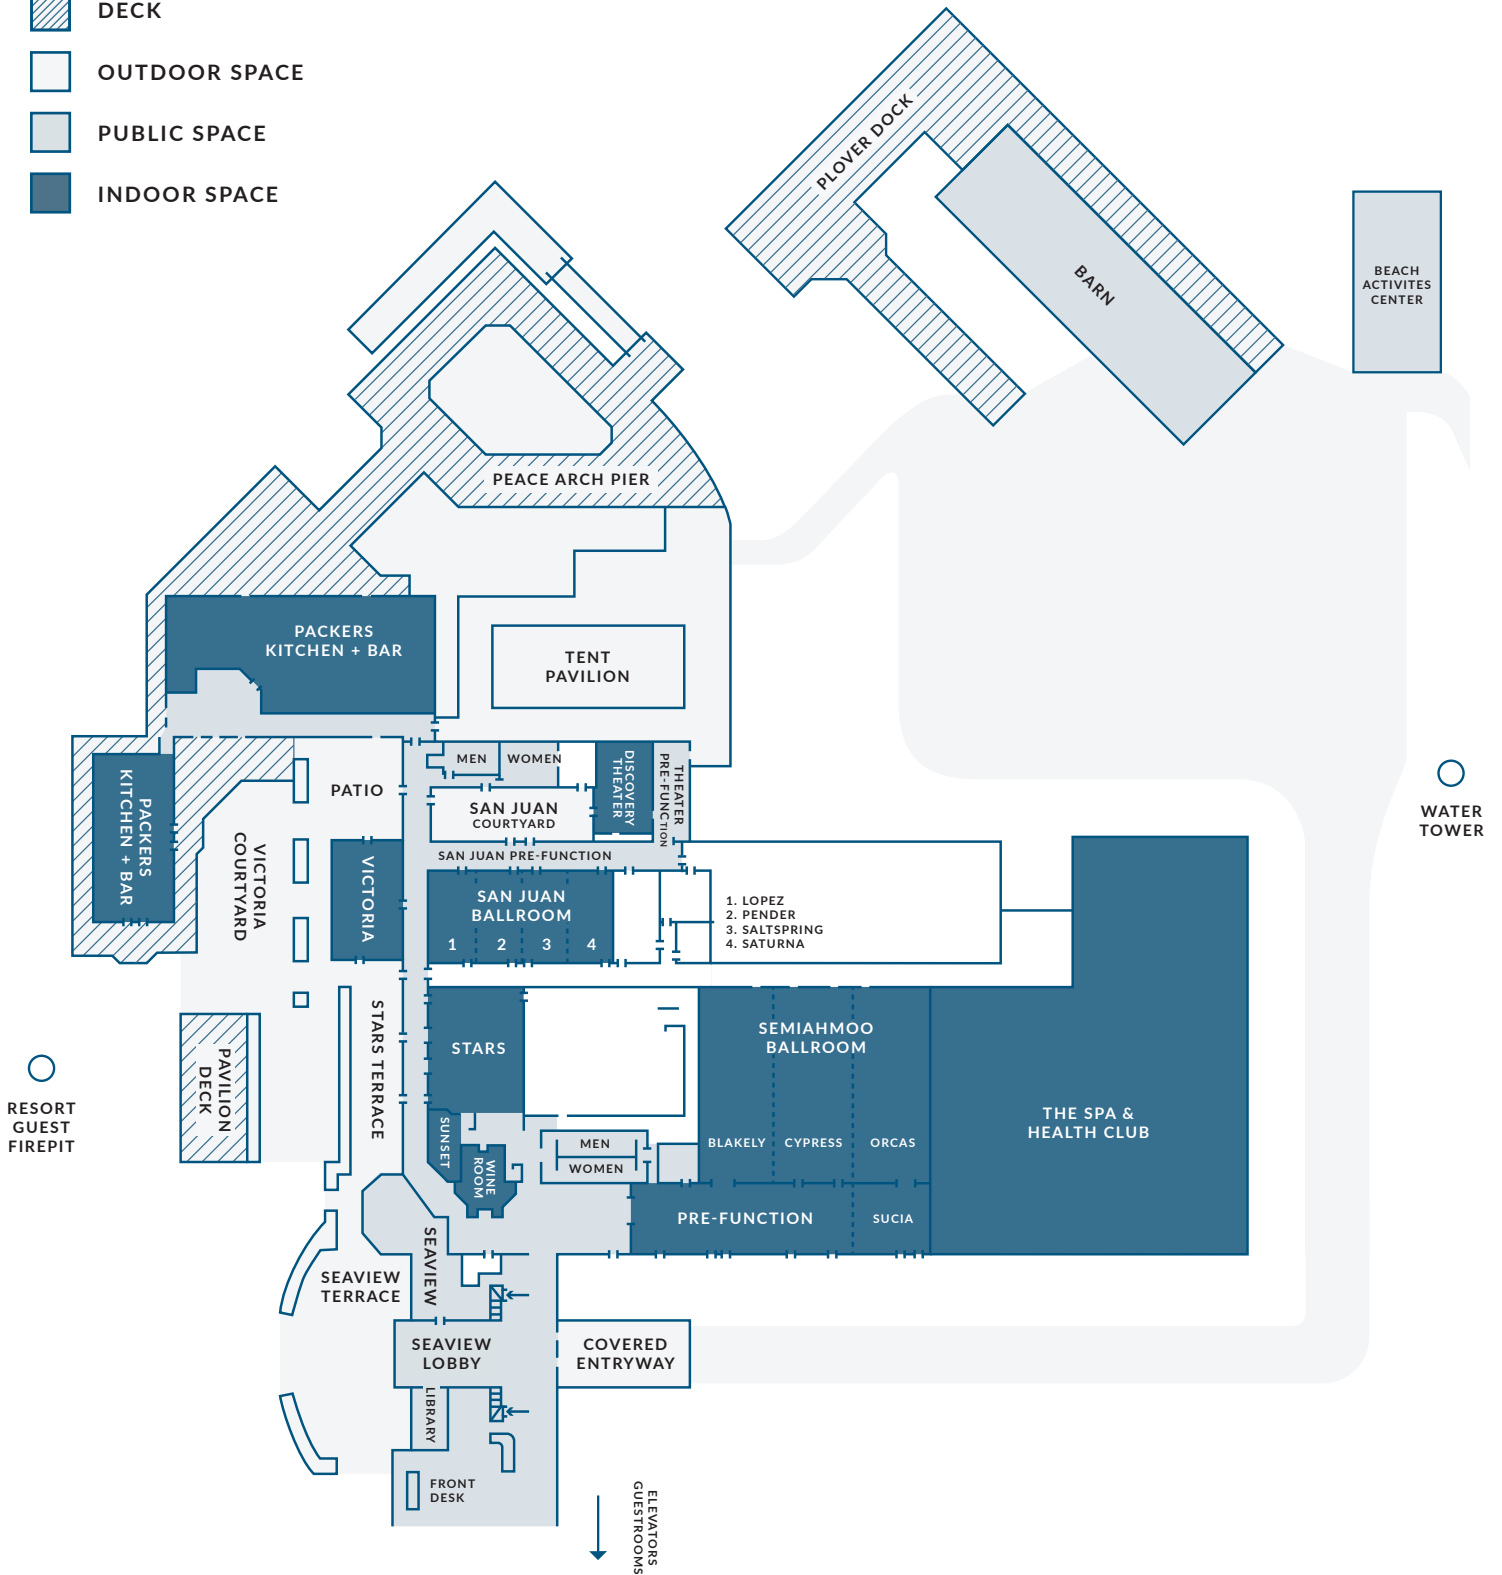 DECK
OUTDOOR SPACE
PUBLIC SPACE
INDOOR SPACE
PLOVER DOCK
BARN
BEACH
ACTIVITES
CENTER
PEACE ARCH PIER
PACKERS
KITCHEN + BAR
TENT
PAVILION
MEN
WOMEN
DISCOVERY
THEATER
THEATER
PRE-FUNCTION
PATIO
SAN JUAN
COURTYARD
PACKERS
KITCHEN + BAR
VICTORIA
COURTYARD
VICTORIA
SAN JUAN PRE-FUNCTION
SAN JUAN
BALLROOM
1 2 3 4
1. LOPEZ
2. PENDER
3. SALTSPRING
4. SATURNA
WATER
TOWER
STARS TERRACE
STARS
SEMIAHMOO
BALLROOM
PAVILION
DECK
RESORT
GUEST
FIREPIT
SUNSET
WINE
ROOM
MEN
WOMEN
BLAKELY
CYPRESS
ORCAS
THE SPA &
HEALTH CLUB
PRE-FUNCTION
SUCIA
SEAVIEW
SEAVIEW
TERRACE
SEAVIEW
LOBBY
COVERED
ENTRYWAY
LIBRARY
FRONT
DESK
ELEVATORS
GUESTROOMS